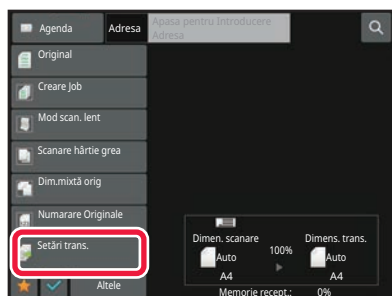 Agenda
Adresa
Apasa pentru Introducere
Adresa
Original
Creare Job
Mod scan. lent
Scanare hârtie grea
Dim.mixtă orig
Numarare Originale
Setări trans.
Altele
Dimen. scanare
100%
Dimens. trans.
Auto
Auto
A4
A4
Memorie recept.: 0%